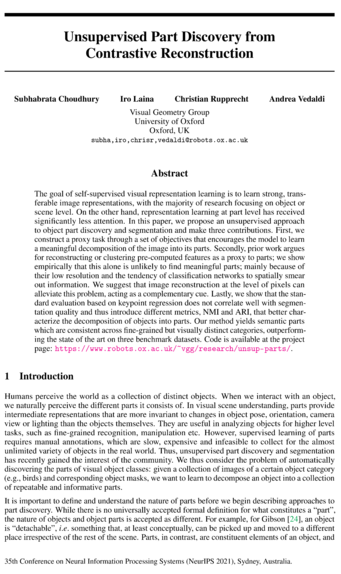 Unsupervised Part Discovery from
Contrastive Reconstruction
Subhabrata Choudhury Iro Laina Christian Rupprecht Andrea Vedaldi
Visual Geometry Group
University of Oxford
Oxford, UK
subha,iro,chrisr,vedaldi@robots.ox.ac.uk
Abstract
The goal of self-supervised visual representation learning is to learn strong, trans-
ferable image representations, with the majority of research focusing on object or
scene level. On the other hand, representation learning at part level has received
significantly less attention. In this paper, we propose an unsupervised approach
to object part discovery and segmentation and make three contributions. First, we
construct a proxy task through a set of objectives that encourages the model to learn
a meaningful decomposition of the image into its parts. Secondly, prior work argues
for reconstructing or clustering pre-computed features as a proxy to parts; we show
empirically that this alone is unlikely to find meaningful parts; mainly because of
their low resolution and the tendency of classification networks to spatially smear
out information. We suggest that image reconstruction at the level of pixels can
alleviate this problem, acting as a complementary cue. Lastly, we show that the
standard evaluation based on keypoint regression does not correlate well with segmen-
tation quality and thus introduce different metrics, NMI and ARI, that better char-
acterize the decomposition of objects into parts. Our method yields semantic parts
which are consistent across fine-grained but visually distinct categories, outperform-
ing the state of the art on three benchmark datasets. Code is available at the project
page: https://www.robots.ox.ac.uk/~vgg/research/unsup-parts/.
1 Introduction
Humans perceive the world as a collection of distinct objects. When we interact with an object,
we naturally perceive the different parts it consists of. In visual scene understanding, parts provide
intermediate representations that are more invariant to changes in object pose, orientation, camera
view or lighting than the objects themselves. They are useful in analyzing objects for higher level
tasks, such as fine-grained recognition, manipulation etc. However, supervised learning of parts
requires manual annotations, which are slow, expensive and infeasible to collect for the almost
unlimited variety of objects in the real world. Thus, unsupervised part discovery and segmentation
has recently gained the interest of the community. We thus consider the problem of automatically
discovering the parts of visual object classes: given a collection of images of a certain object category
(e.g., birds) and corresponding object masks, we want to learn to decompose an object into a collection
of repeatable and informative parts.
It is important to define and understand the nature of parts before we begin describing approaches to
part discovery. While there is no universally accepted formal definition for what constitutes a “part”,
the nature of objects and object parts is accepted as different. For example, for Gibson [24], an object
is “detachable”, i.e. something that, at least conceptually, can be picked up and moved to a different
place irrespective of the rest of the scene. Parts, in contrast, are constituent elements of an object, and
35th Conference on Neural Information Processing Systems (NeurIPS 2021), Sydney, Australia.